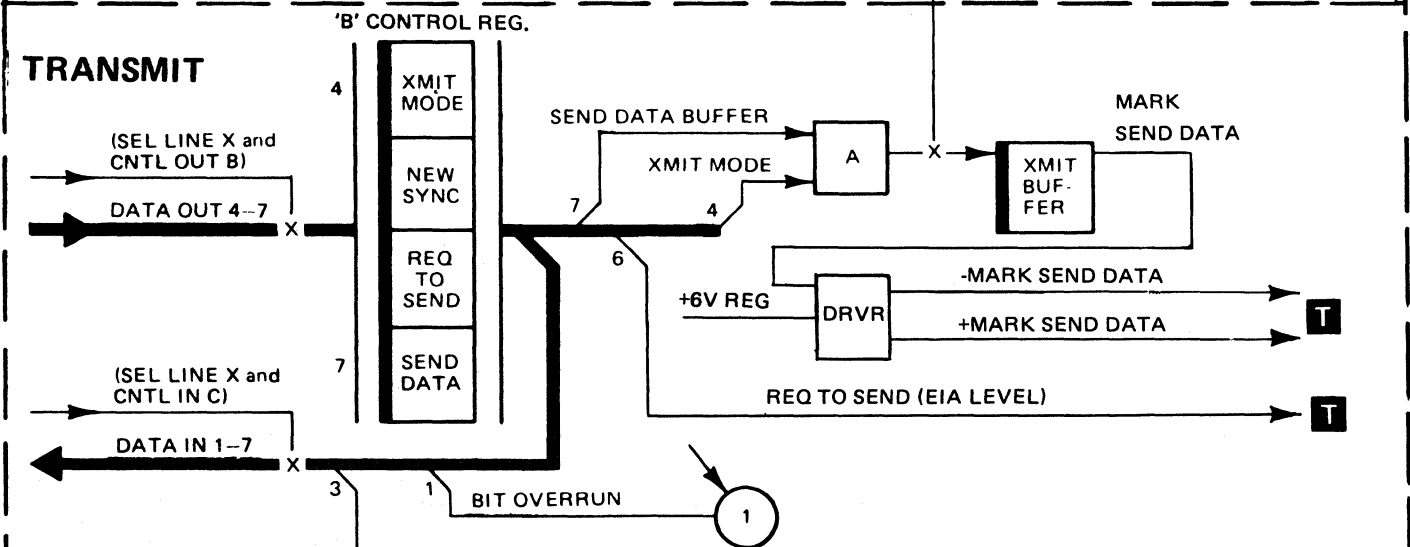 'B' CONTROL REG.
TRANSMIT
4
XMIT
MODE
NEW
SYNC
REQ
TO
SEND
7
SEND
DATA
(SEL LINE X and
CNTL OUT B)
DATA OUT 4--7
X
(SEL LINE X and
CNTL IN C)
DATA IN 1–7
X
3
1
BIT OVERRUN
1
SEND DATA BUFFER
XMIT MODE
7
4
6
A
X
XMIT
BUF-
FER
MARK
SEND DATA
+6V REG
DRVR
-MARK SEND DATA
+MARK SEND DATA
T
REQ TO SEND (EIA LEVEL)
T